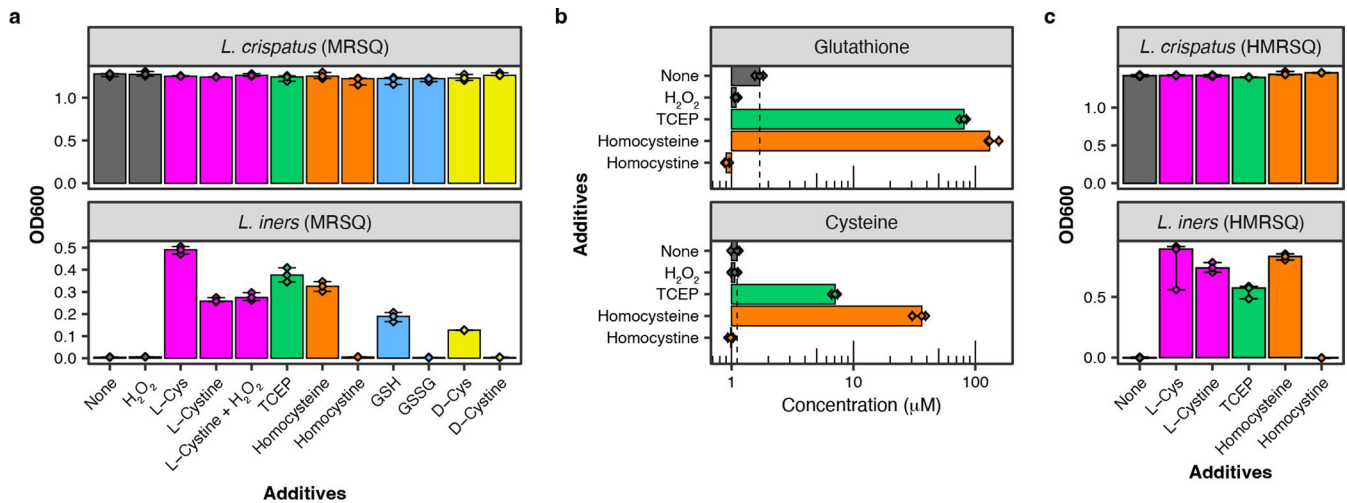 a
L. crispatus (MRSQ)
1.0
0.5
0.0
L. iners (MRSQ)
0.5
0.4
0.3
0.2
0.1
0.0
OD600
None
H2O2
L−Cys
L−Cystine
L−Cystine + H2O2
TCEP
Homocysteine
Homocystine
GSH
GSSG
D−Cys
D−Cystine
Additives
b
Glutathione
None
H2O2
TCEP
Homocysteine
Homocystine
Cysteine
None
H2O2
TCEP
Homocysteine
Homocystine
Additives
1 10 100
Concentration (μM)
c
L. crispatus (HMRSQ)
1.0
0.5
0.0
L. iners (HMRSQ)
0.5
0.0
OD600
None
L−Cys
L−Cystine
TCEP
Homocysteine
Homocystine
Additives